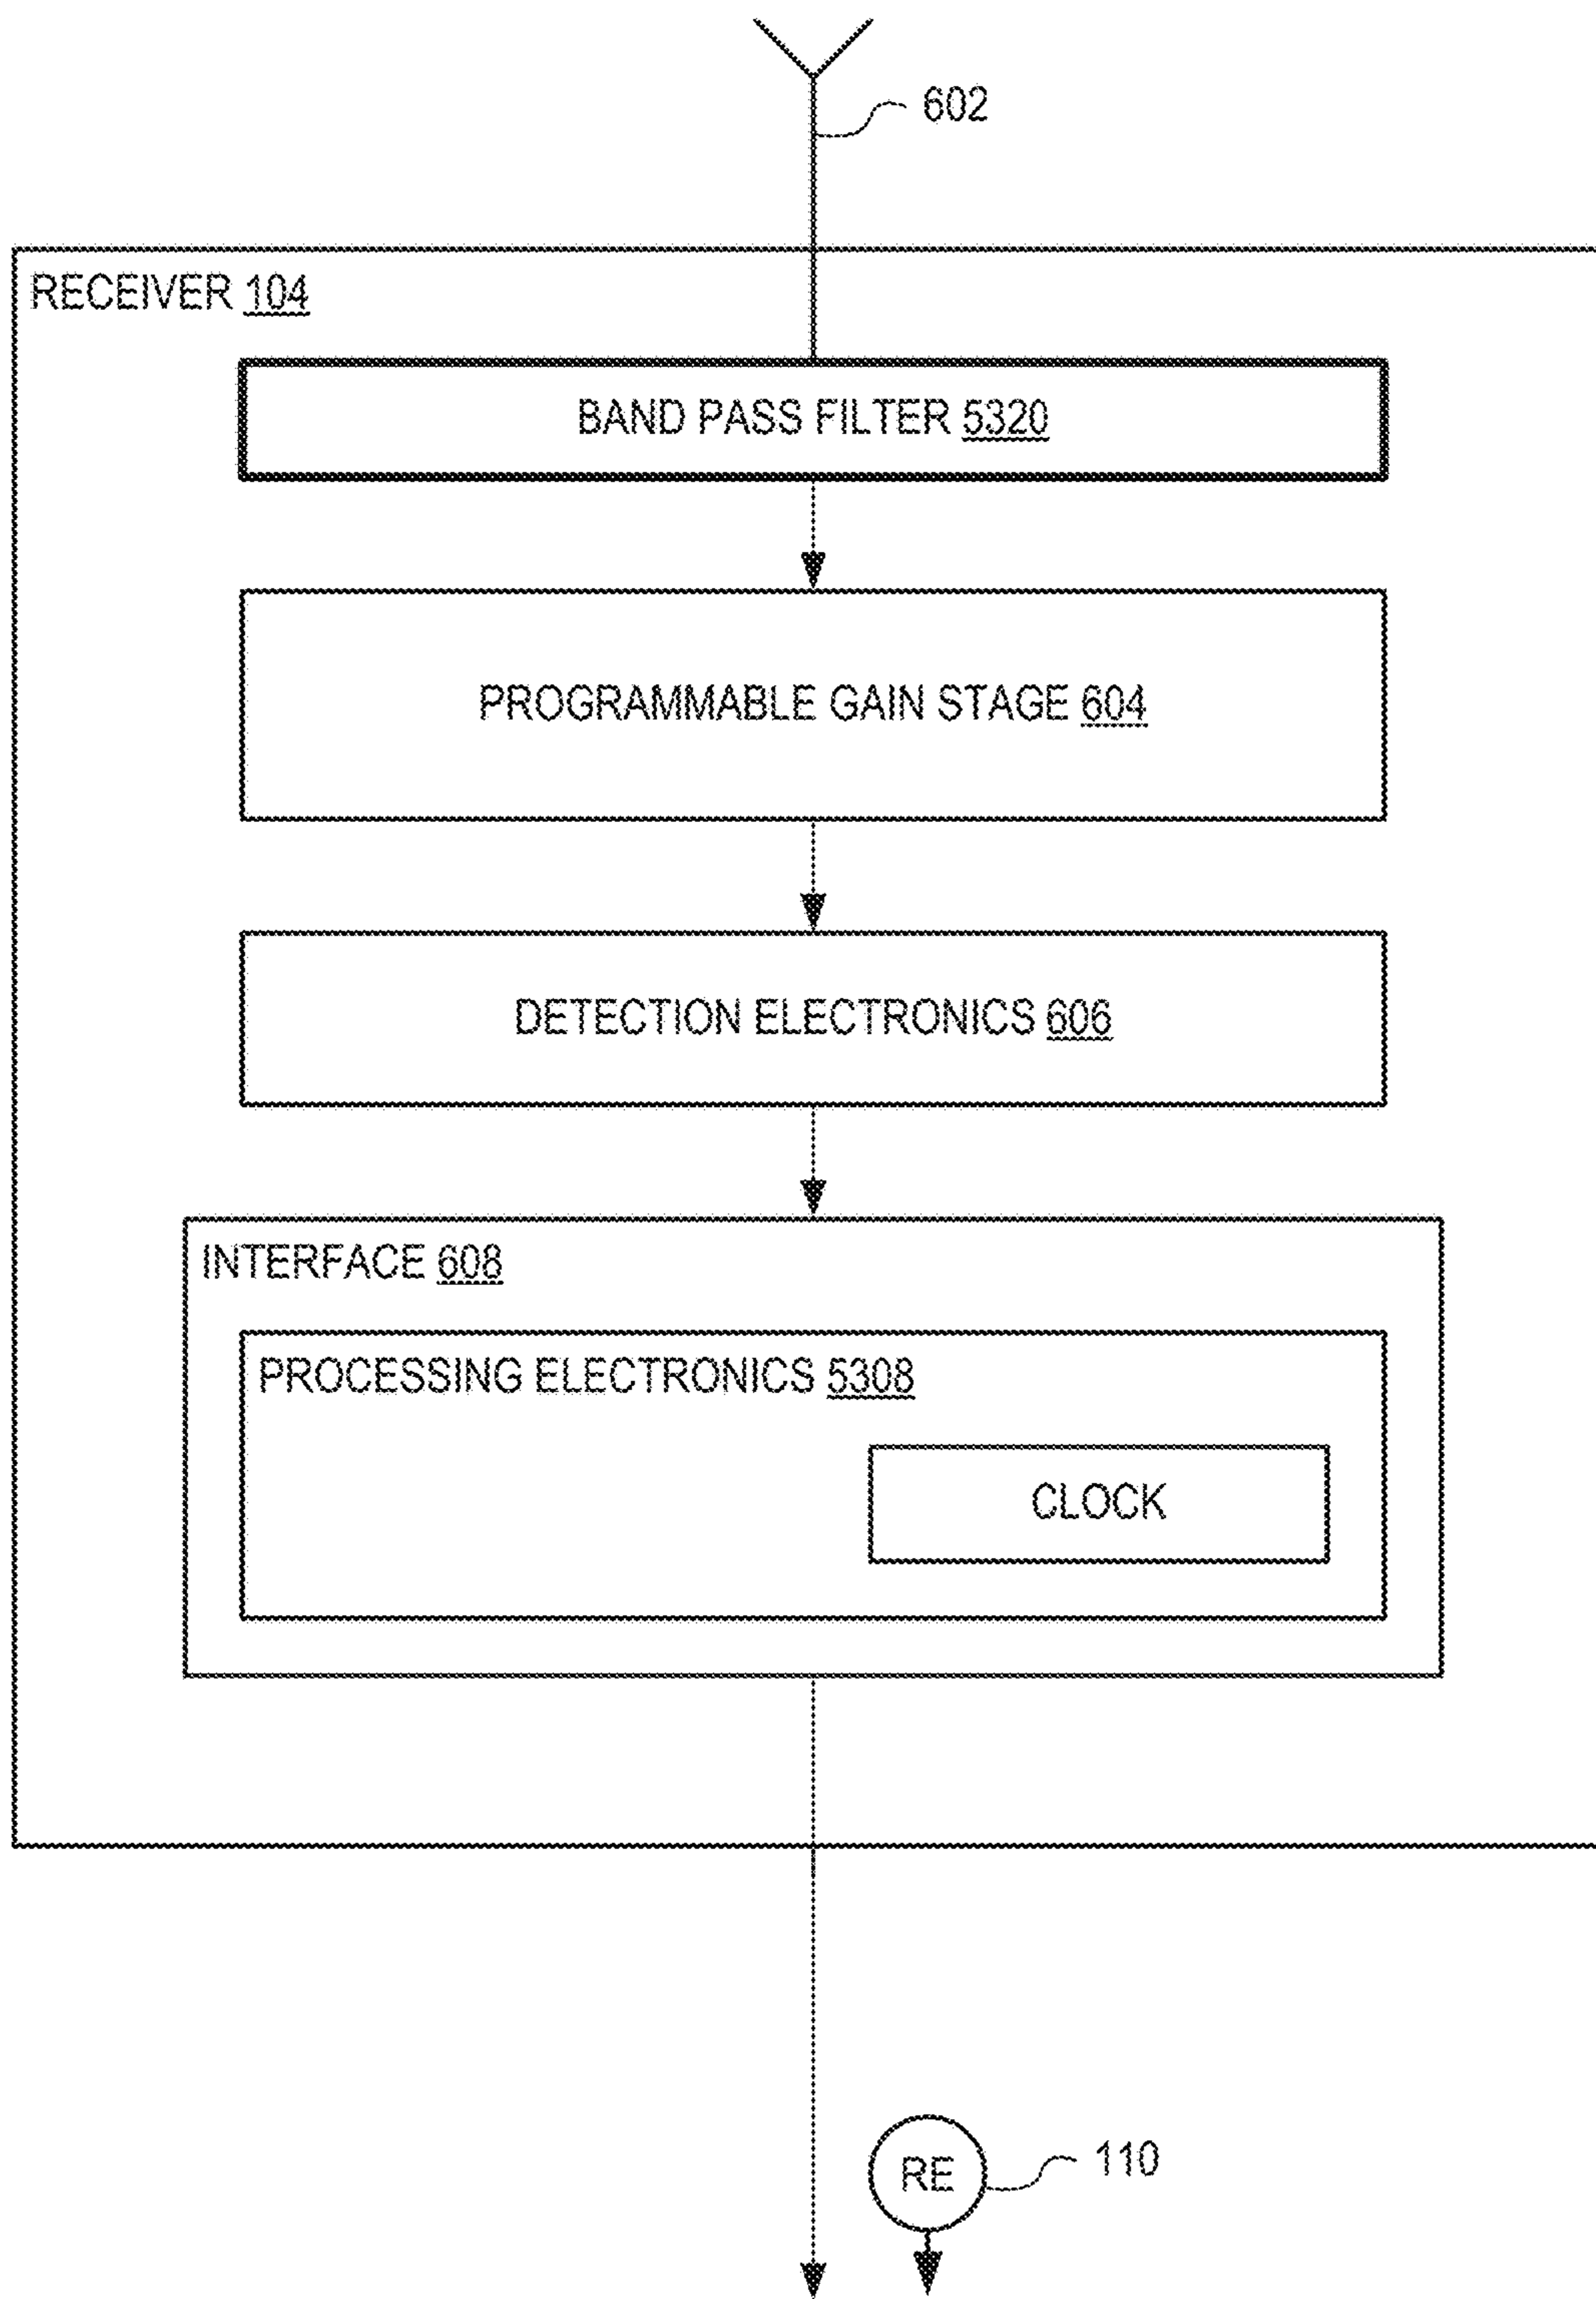 602
RECEIVER 104
BAND PASS FILTER 5320
PROGRAMMABLE GAIN STAGE 604
DETECTION ELECTRONICS 606
INTERFACE 608
PROCESSING ELECTRONICS 5308
CLOCK
RE
110